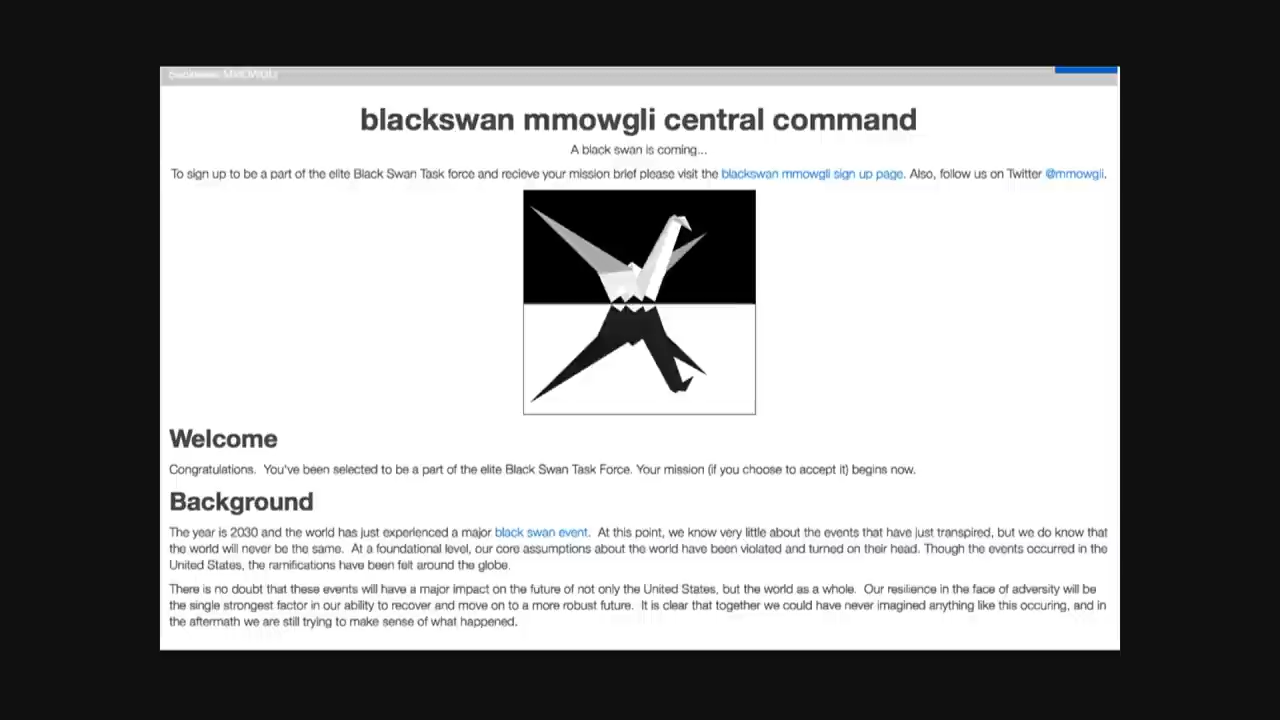 blackswan mmowgli central command
A black swan is coming...
To sign up to be a part of the elite Black Swan Task force and recieve your mission brief please visit the blackswan mmowgli sign up page. Also, follow us on Twitter @mmowgli.
Welcome
Congratulations. You've been selected to be a part of the elite Black Swan Task Force. Your mission (if you choose to accept it) begins now.
Background
The year is 2030 and the world has just experienced a major black swan event. At this point, we know very little about the events that have just transpired, but we do know that
the world will never be the same. At a foundational level, our core assumptions about the world have been violated and turned on their head. Though the events occurred in the
United States, the ramifications have been felt around the globe.
There is no doubt that these events will have a major impact on the future of not only the United States, but the world as a whole. Our resilience in the face of adversity will be
the single strongest factor in our ability to recover and move on to a more robust future. It is clear that together we could have never imagined anything like this occuring, and in
the aftermath we are still trying to make sense of what happened.